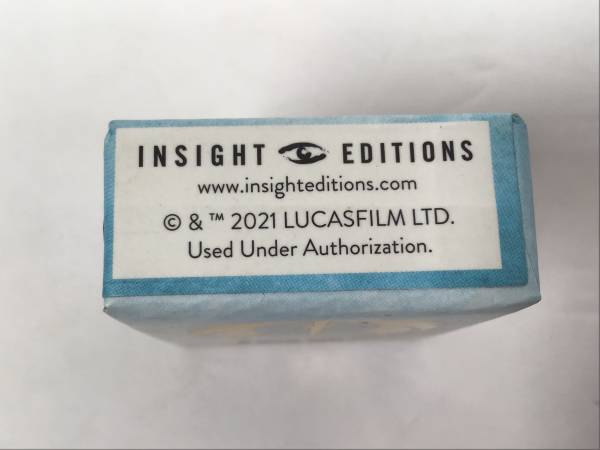 INSIGHT EDITIONS
www.insighteditions.com
© & ™ 2021 LUCASFILM LTD.
Used Under Authorization.